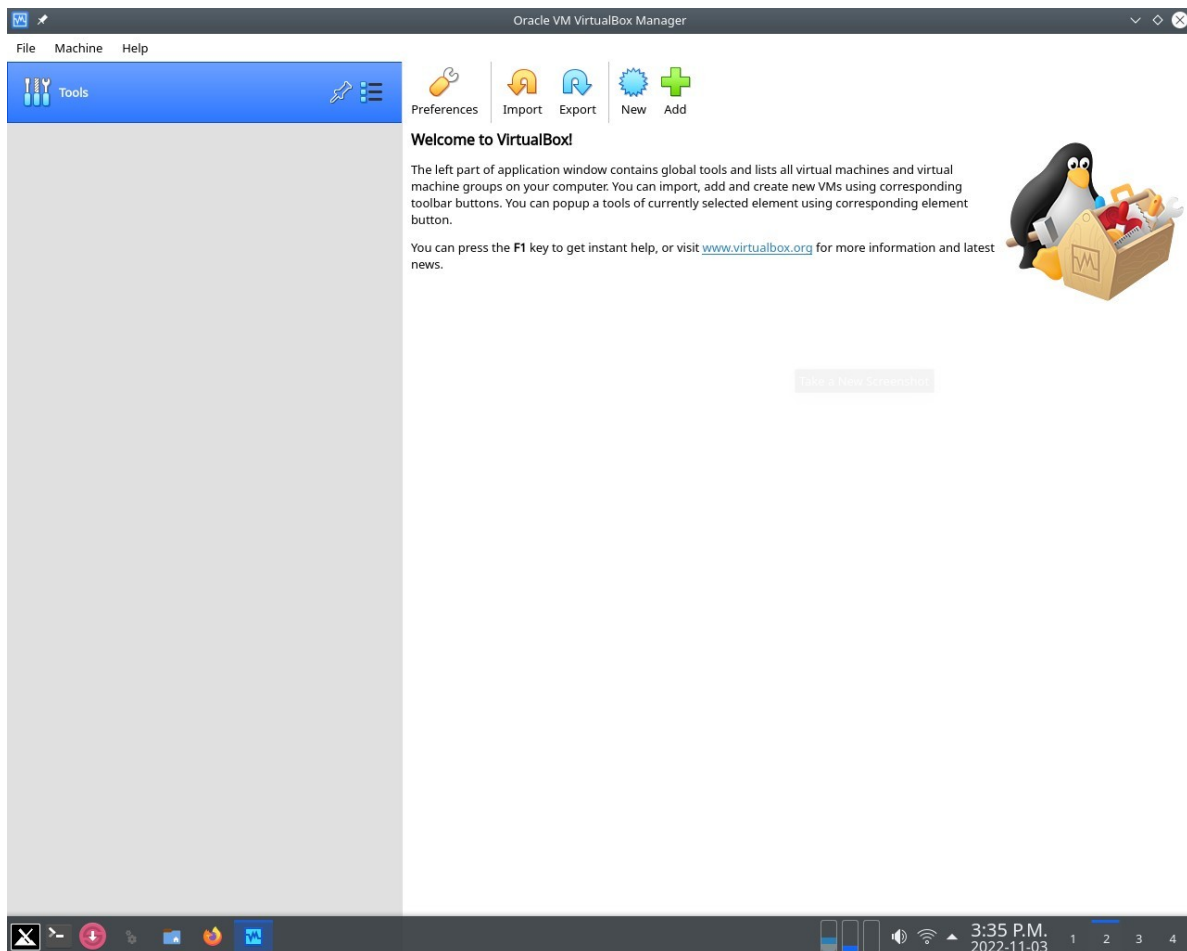 Oracle VM VirtualBox Manager
File Machine Help
Tools
Preferences Import Export New Add
Welcome to VirtualBox!
The left part of application window contains global tools and lists all virtual machines and virtual
machine groups on your computer. You can import, add and create new VMs using corresponding
toolbar buttons. You can popup a tools of currently selected element using corresponding element
button.
You can press the F1 key to get instant help, or visit www.virtualbox.org for more information and latest
news.
Take a New Screenshot
3:35 P.M.
2022-11-03
1 2 3 4